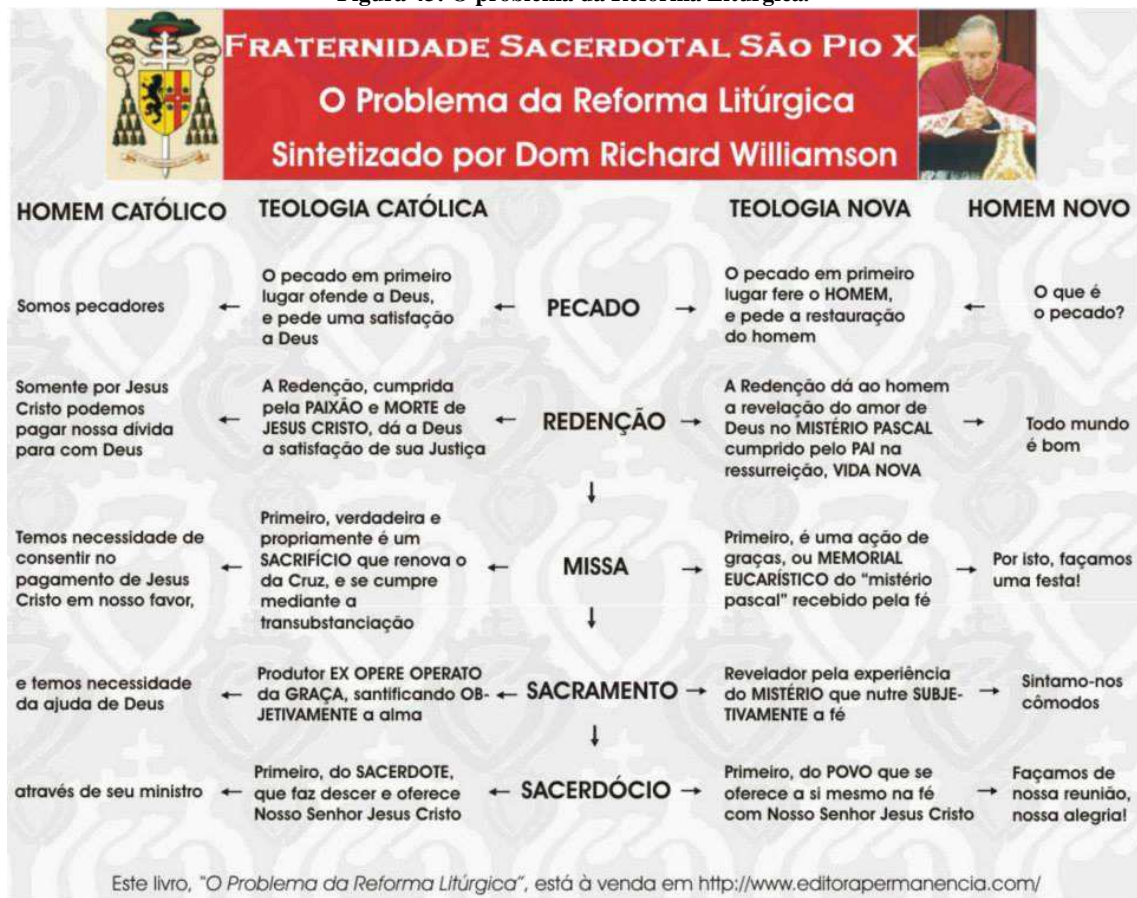 Figura 45: O problema da Reforma Litúrgica.
FRATERNIDADE SACERDOTAL SÃO PIO X
O Problema da Reforma Litúrgica
Sintetizado por Dom Richard Williamson
HOMEM CATÓLICO
TEOLOGIA CATÓLICA
TEOLOGIA NOVA
HOMEM NOVO
Somos pecadores
←
O pecado em primeiro
lugar ofende a Deus,
e pede uma satisfação
a Deus
←
PECADO
→
O pecado em primeiro
lugar fere o HOMEM,
e pede a restauração
do homem
←
O que é
o pecado?
Somente por Jesus
Cristo podemos
pagar nossa dívida
para com Deus
←
A Redenção, cumprida
pela PAIXÃO e MORTE de
JESUS CRISTO, dá a Deus
a satisfação de sua Justiça
←
REDENÇÃO
→
A Redenção dá ao homem
a revelação do amor de
Deus no MISTÉRIO PASCAL
cumprido pelo PAI na
ressurreição, VIDA NOVA
→
Todo mundo
é bom
↓
Temos necessidade de
consentir no
pagamento de Jesus
Cristo em nosso favor,
←
Primeiro, verdadeira e
propriamente é um
SACRIFÍCIO que renova o
da Cruz, e se cumpre
mediante a
transubstanciação
←
MISSA
→
Primeiro, é uma ação de
graças, ou MEMORIAL
EUCARÍSTICO do "mistério
pascal" recebido pela fé
→
Por isto, façamos
uma festa!
↓
e temos necessidade
da ajuda de Deus
←
Produtor EX OPERE OPERATO
da GRAÇA, santificando OB-
JETIVAMENTE a alma
←
SACRAMENTO
→
Revelador pela experiência
do MISTÉRIO que nutre SUBJE-
TIVAMENTE a fé
→
Sintamo-nos
cômodos
↓
através de seu ministro
←
Primeiro, do SACERDOTE,
que faz descer e oferece
Nosso Senhor Jesus Cristo
←
SACERDÓCIO
→
Primeiro, do POVO que se
oferece a si mesmo na fé
com Nosso Senhor Jesus Cristo
→
Façamos de
nossa reunião,
nossa alegria!
Este livro, "O Problema da Reforma Litúrgica", está à venda em http://www.editorapermanencia.com/